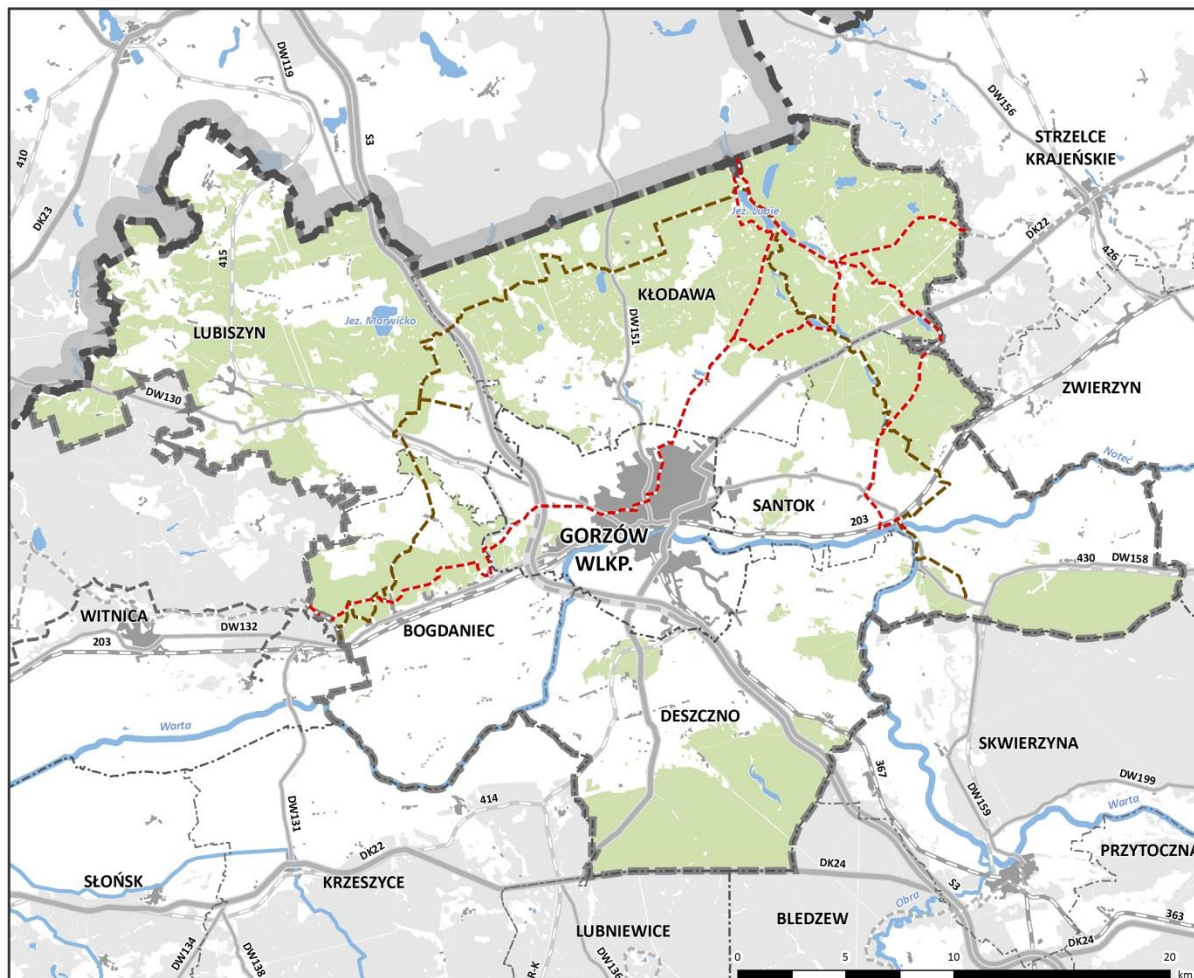 DW119
DW156
S3
410
STRZELCE
KRAJEŃSKIE
DK23
Jez. Lubie
DK22
415
426
KŁODAWA
Jez. Marwicko
LUBISZYN
DW151
ZWIERZYN
DW130
Noteć
SANTOK
203
GORZÓW
WLKP.
430
DW158
WITNICA
DW132
203
BOGDANIEC
DESZCZNO
Warta
SKWIERZYNA
367
DW159
DW199
DW131
414
Warta
DK22
PRZYTOCZNA
SŁOŃSK
KRZESZYCE
DK24
S3
Obra
BLEDZEW
363
LUBNIEWICE
DK24
DW134
DW138
R-K
DW136
0
5
10
20
km